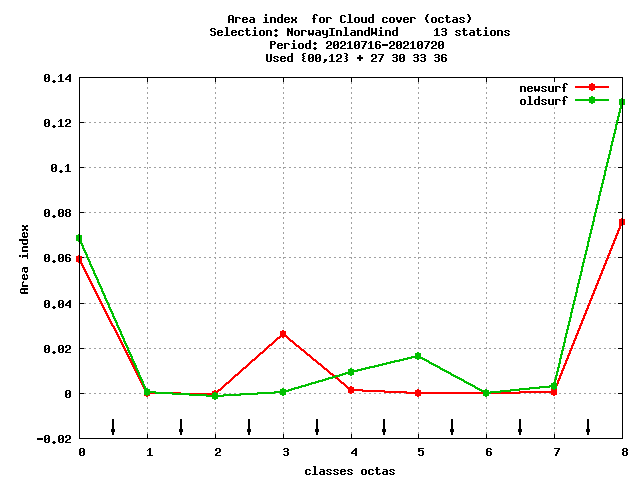 Area index  for Cloud cover (octas)
Selection: NorwayInlandWind     13 stations
Period: 20210716-20210720
Used {00,12} + 27 30 33 36
newsurf
oldsurf
0.14
0.12
0.1
0.08
0.06
0.04
0.02
0
-0.02
Area index
0 1 2 3 4 5 6 7 8
classes octas